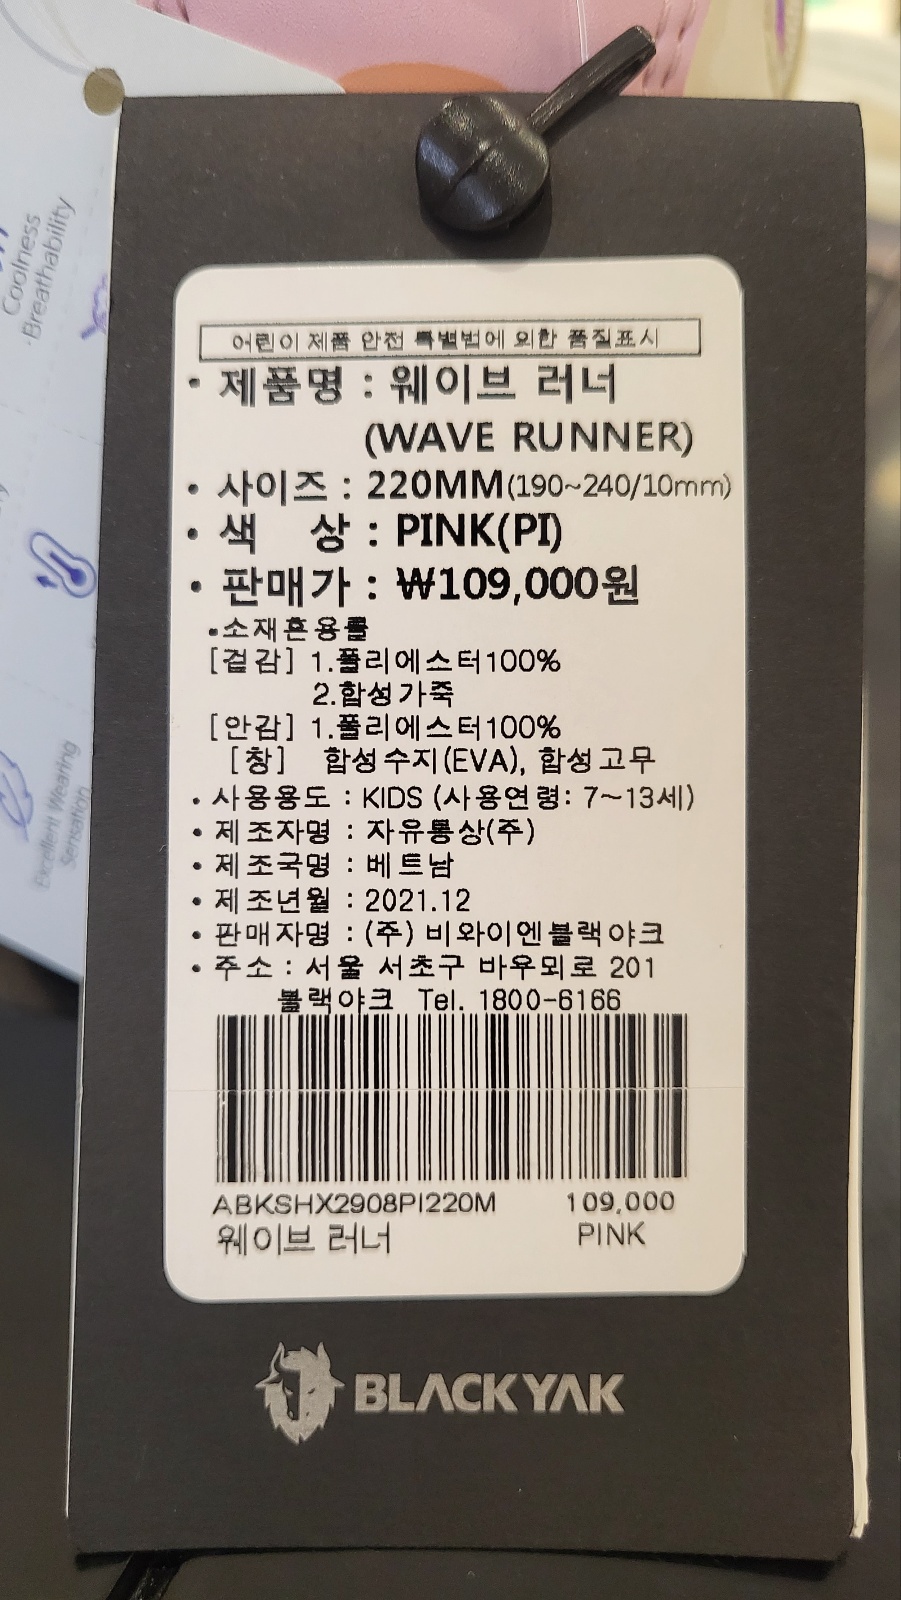 Coolness
·Breathability
어린이 제품 안전 특별법에 의한 품질표시
• 제품명 : 웨이브 러너
(WAVE RUNNER)
• 사이즈 : 220MM(190~240/10mm)
• 색 상 : PINK(PI)
• 판매가 : ₩109,000원
•소재혼용률
[겉감] 1.폴리에스터100%
2.합성가죽
[안감] 1.폴리에스터100%
[창] 합성수지(EVA), 합성고무
Excellent Wearing
Sensation
• 사용용도 : KIDS (사용연령: 7~13세)
• 제조자명 : 자유통상(주)
• 제조국명 : 베트남
• 제조년월 : 2021.12
• 판매자명 : (주) 비와이엔블랙야크
• 주소 : 서울 서초구 바우뫼로 201
블랙야크 Tel. 1800-6166
ABKSHX2908PI220M 109,000
웨이브 러너 PINK
BLACKYAK